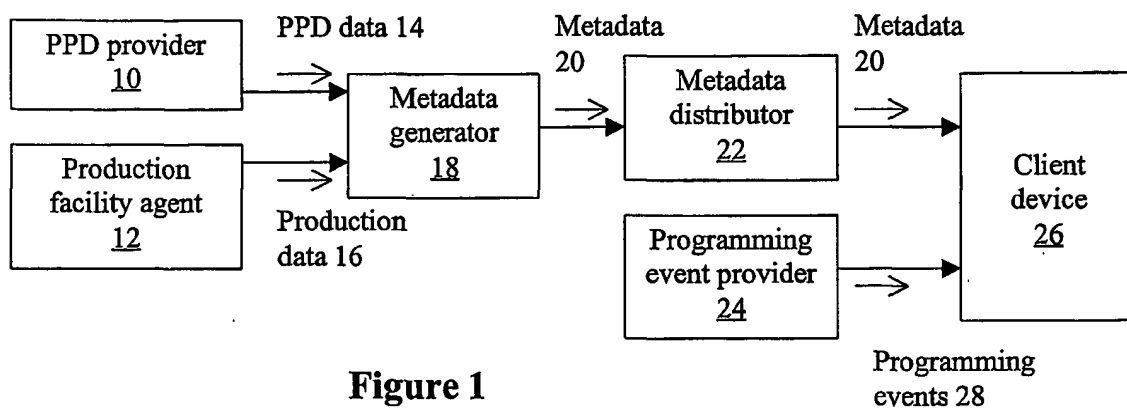 PPD provider
10
PPD data 14
Metadata
20
Metadata
20
Metadata
generator
18
Metadata
distributor
22
Production
facility agent
12
Client
device
26
Production
data 16
Programming
event provider
24
Programming
events 28
Figure 1